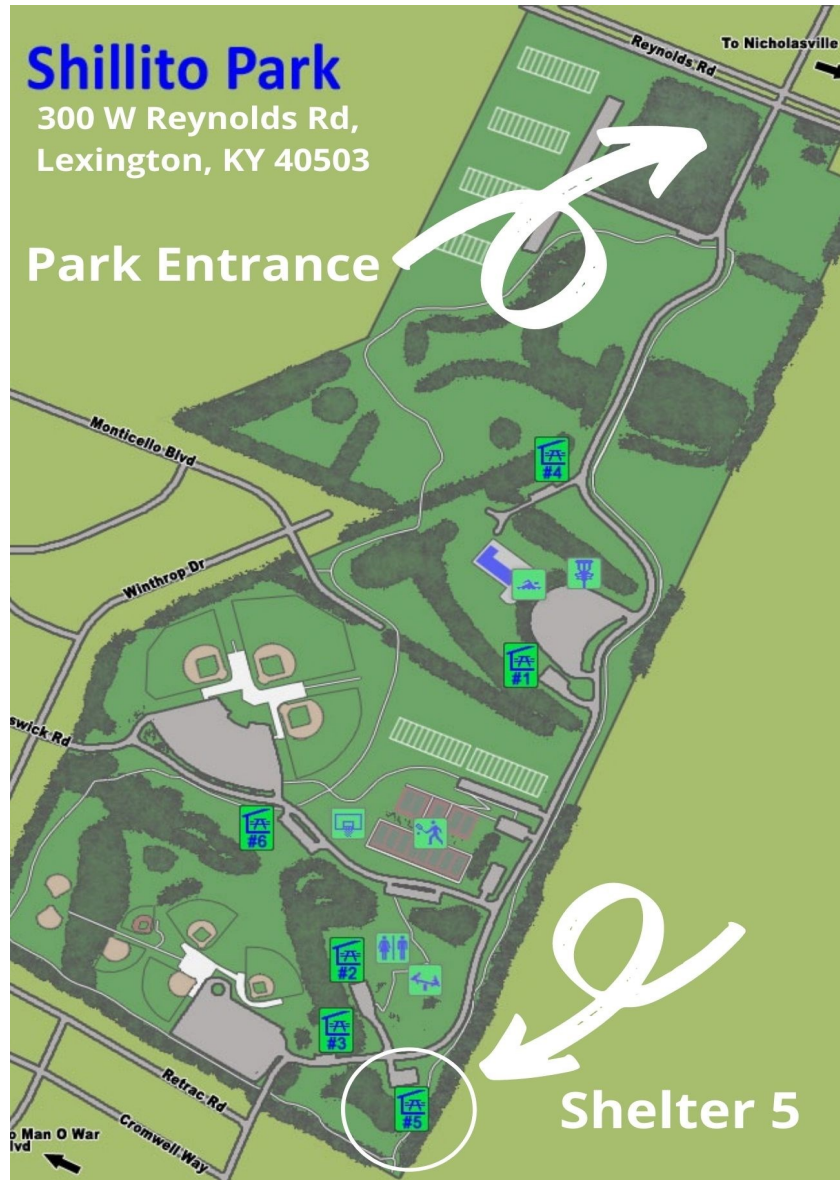 Shillito Park
300 W Reynolds Rd,
Lexington, KY 40503
Reynolds Rd
To Nicholasville
Park Entrance
Monticello Blvd
#4
Winthrop Dr
#1
swick Rd
#6
#2
#3
#5
Shelter 5
Retrac Rd
Cromwell Way
o Man O War
lvd